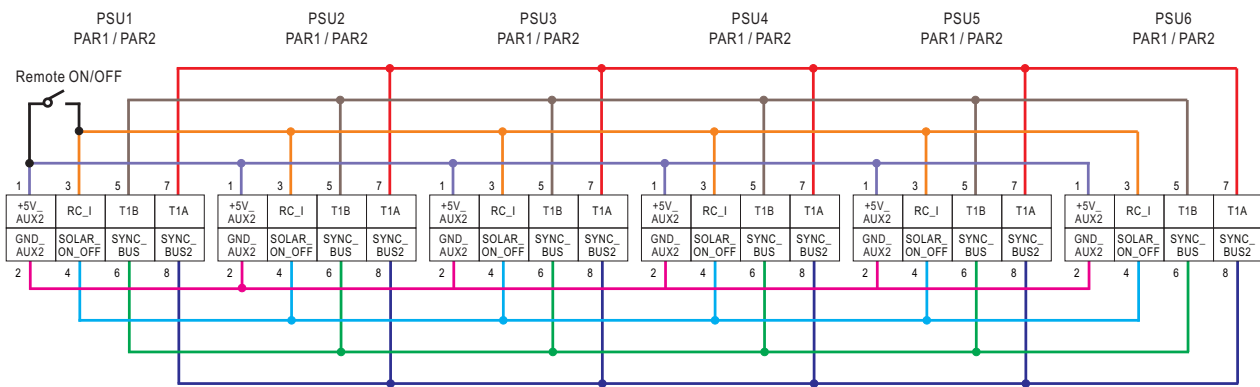 PSU1 PSU2 PSU3 PSU4 PSU5 PSU6
PAR1 / PAR2 PAR1 / PAR2 PAR1 / PAR2 PAR1 / PAR2 PAR1 / PAR2 PAR1 / PAR2
Remote ON/OFF
1 3 5 7 1 3 5 7 1 3 5 7 1 3 5 7 1 3 5 7 1 3 5 7
+5V_ +5V_ +5V_ +5V_ +5V_ +5V_
AUX2 RC_I T1B T1A AUX2 RC_I T1B T1A AUX2 RC_I T1B T1A AUX2 RC_I T1B T1A AUX2 RC_I T1B T1A AUX2 RC_I T1B T1A
GND_ SOLAR_ SYNC_ SYNC_ GND_ SOLAR_ SYNC_ SYNC_ GND_ SOLAR_ SYNC_ SYNC_ GND_ SOLAR_ SYNC_ SYNC_ GND_ SOLAR_ SYNC_ SYNC_ GND_ SOLAR_ SYNC_ SYNC_
AUX2 ON_OFF BUS BUS2 AUX2 ON_OFF BUS BUS2 AUX2 ON_OFF BUS BUS2 AUX2 ON_OFF BUS BUS2 AUX2 ON_OFF BUS BUS2 AUX2 ON_OFF BUS BUS2
2 4 6 8 2 4 6 8 2 4 6 8 2 4 6 8 2 4 6 8 2 4 6 8